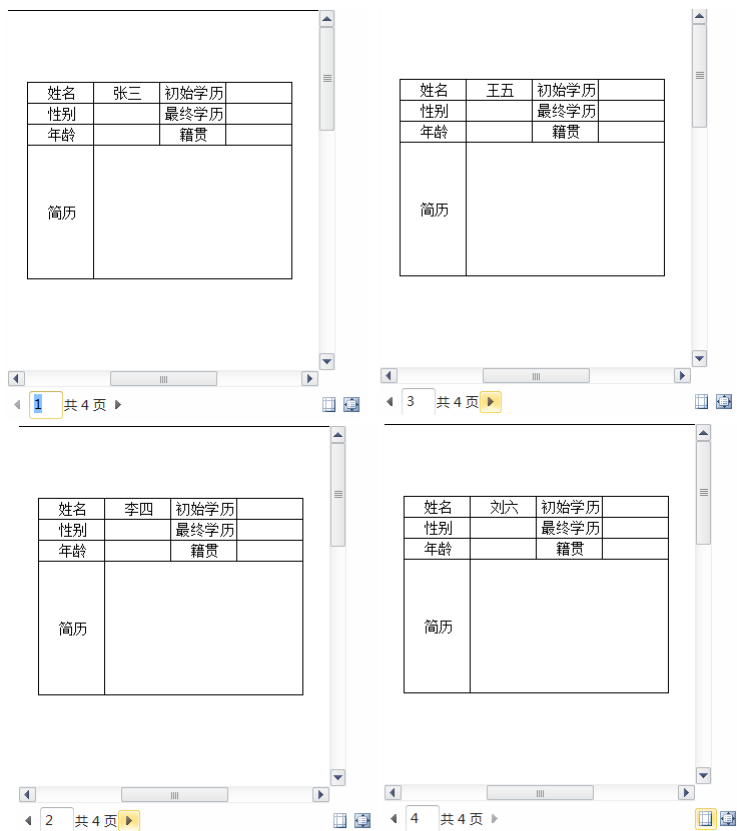 姓名 张三 初始学历
性别 最终学历
年龄 籍贯
简历
1 共 4 页
姓名 王五 初始学历
性别 最终学历
年龄 籍贯
简历
3 共 4 页
姓名 李四 初始学历
性别 最终学历
年龄 籍贯
简历
2 共 4 页
姓名 刘六 初始学历
性别 最终学历
年龄 籍贯
简历
4 共 4 页